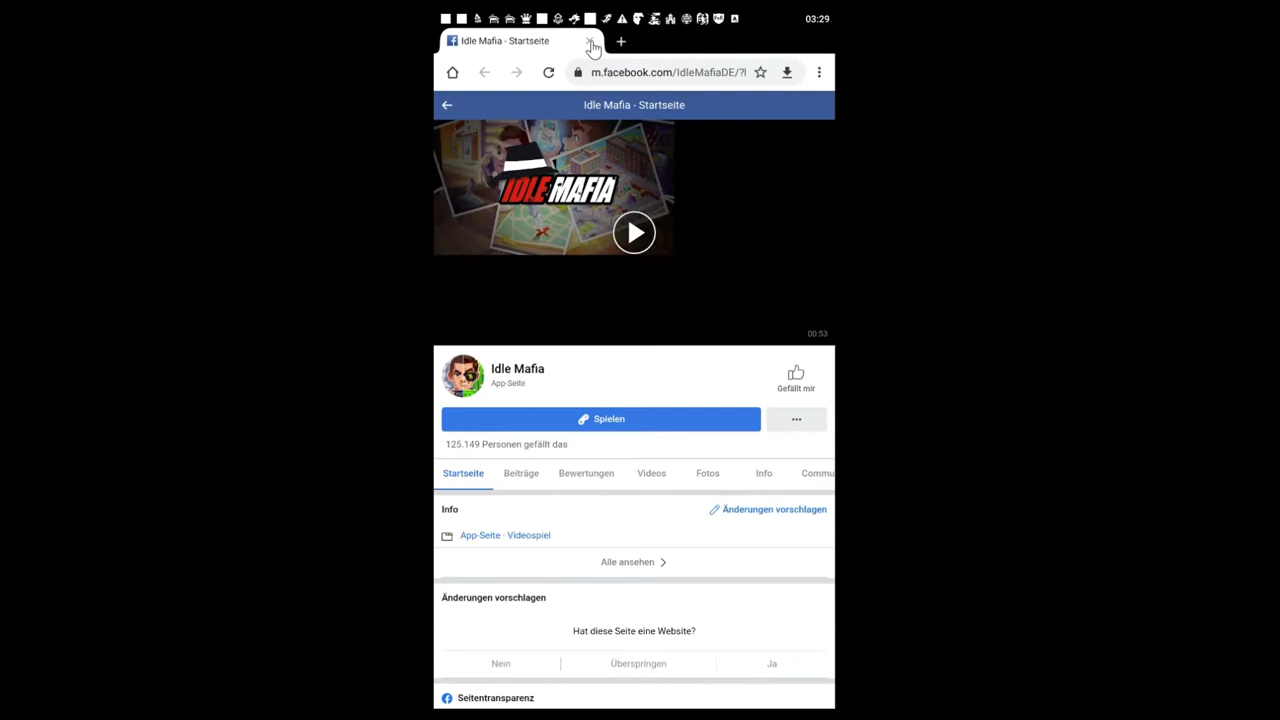 03:29
Idle Mafia - Startseite
m.facebook.com/IdleMafiaDE/?l
Idle Mafia - Startseite
IDLE MAFIA
00:53
Idle Mafia
App-Seite
Gefällt mir
Spielen
125.149 Personen gefällt das
Startseite Beiträge Bewertungen Videos Fotos Info Commu
Info Änderungen vorschlagen
App-Seite · Videospiel
Alle ansehen
Änderungen vorschlagen
Hat diese Seite eine Website?
Nein Überspringen Ja
Seitentransparenz